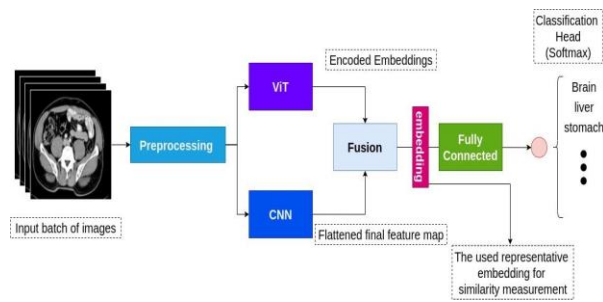 Classification
Head
(Softmax)
Encoded Embeddings
ViT
Brain
liver
stomach
Preprocessing
Fusion
embedding
Fully
Connected
CNN
Input batch of images
Flattened final feature map
The used representative
embedding for
similarity measurement